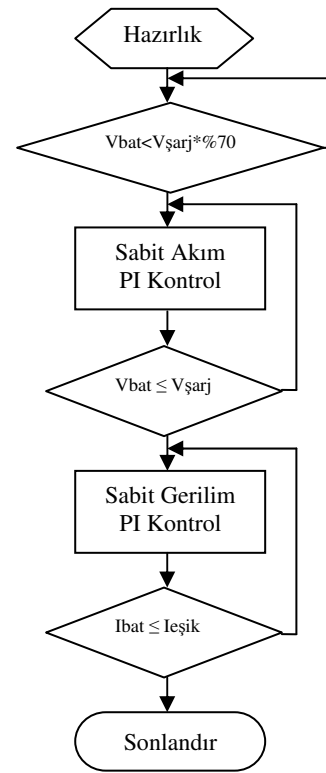 Hazırlık
Vbat<Vşarj*%70
Sabit Akım
PI Kontrol
Vbat ≤ Vşarj
Sabit Gerilim
PI Kontrol
Ibat ≤ Ieşik
Sonlandır